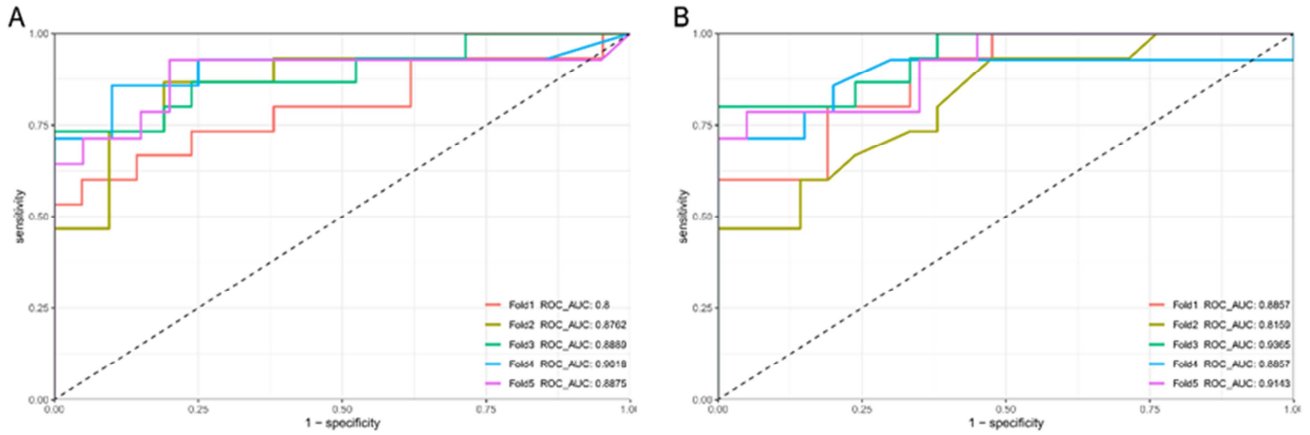 A
1.00
0.75
0.50
0.25
0.00
sensitivity
0.00 0.25 0.50 0.75 1.0
1 − specificity
Fold1 ROC_AUC: 0.8
Fold2 ROC_AUC: 0.8762
Fold3 ROC_AUC: 0.8889
Fold4 ROC_AUC: 0.9018
Fold5 ROC_AUC: 0.8875
B
1.00
0.75
0.50
0.25
0.00
sensitivity
0.00 0.25 0.50 0.75 1.0
1 − specificity
Fold1 ROC_AUC: 0.8857
Fold2 ROC_AUC: 0.8159
Fold3 ROC_AUC: 0.9365
Fold4 ROC_AUC: 0.8857
Fold5 ROC_AUC: 0.9143